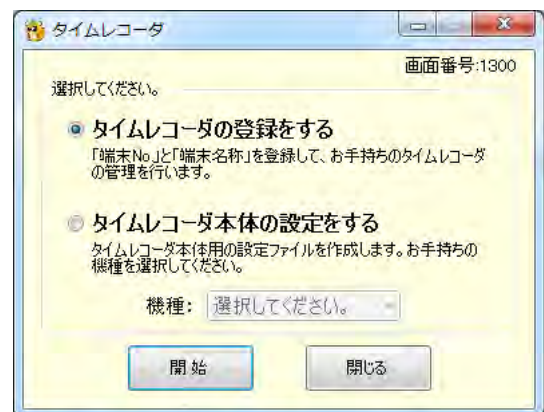 タイムレコーダ
画面番号:1300
選択してください。
タイムレコーダの登録をする
「端末No」と「端末名称」を登録して、お手持ちのタイムレコーダ
の管理を行います。
タイムレコーダ本体の設定をする
タイムレコーダ本体用の設定ファイルを作成します。お手持ちの
機種を選択してください。
機種: 選択してください。
開始 閉じる